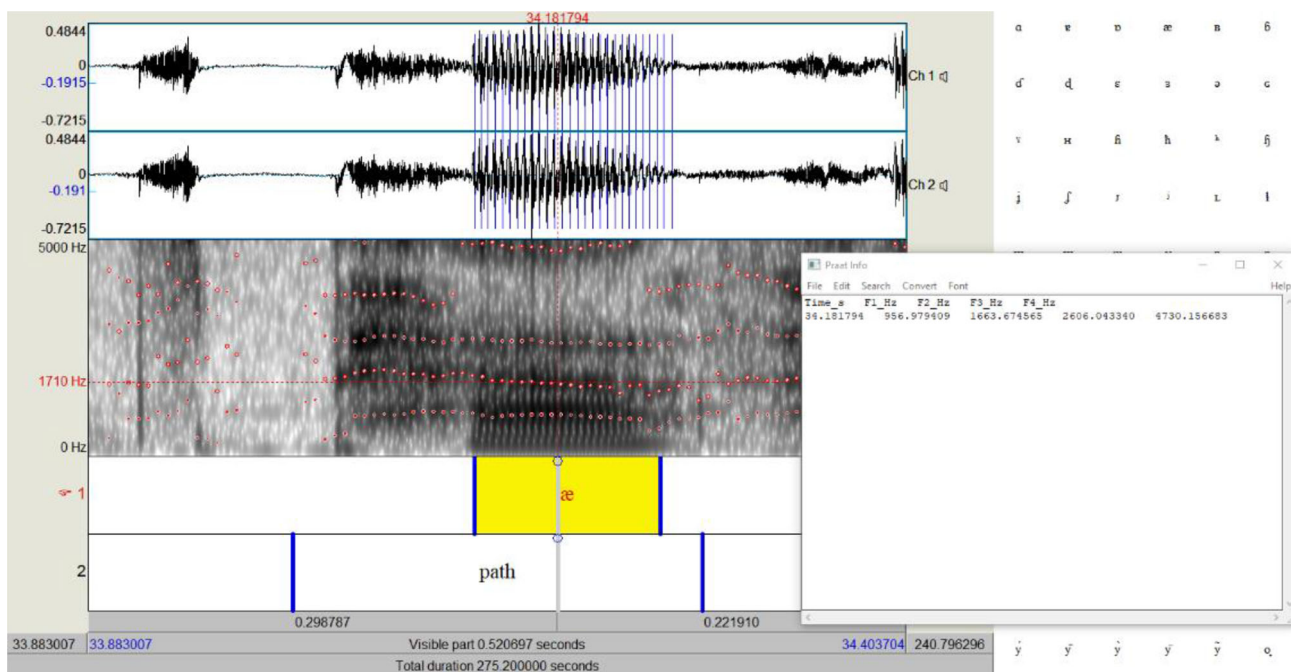 34.181794
0.4844
0
-0.1915
-0.7215
Ch 1
0.4844
0
-0.191
-0.7215
Ch 2
5000 Hz
1710 Hz
0 Hz
1
æ
2
path
0.298787
0.221910
33.883007
33.883007
Visible part 0.520697 seconds
34.403704
240.796296
Total duration 275.200000 seconds
ɑ ɐ ɒ æ ʙ ɓ
ɗ ɖ ɛ ɜ ə ɢ
ʜ ɦ ħ ʰ ɧ
ʝ ʃ ɪ ʲ ʟ ɫ
Praat Info
File Edit Search Convert Font Help
Time_s F1_Hz F2_Hz F3_Hz F4_Hz
34.181794 956.979409 1663.674565 2606.043340 4730.156683